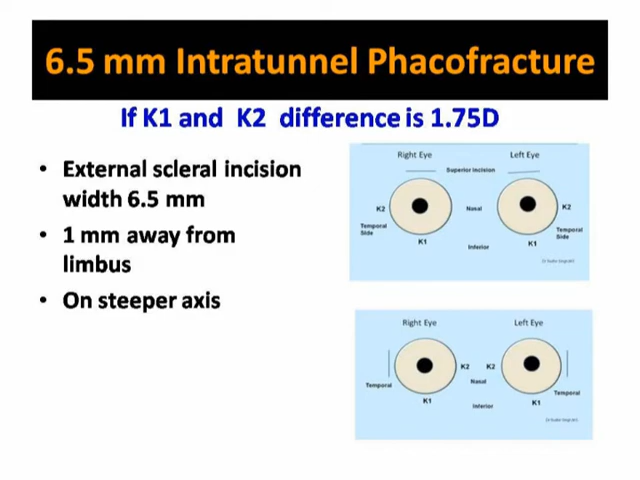 6.5 mm Intratunnel Phacofracture
If K1 and K2 difference is 1.75D
• External scleral incision
width 6.5 mm
• 1 mm away from
limbus
• On steeper axis
Right Eye
Left Eye
Superior Incision
K2
Nasal
K2
Temporal
Side
Temporal
Side
K1
K1
Inferior
Right Eye
Left Eye
K2
K2
Nasal
Temporal
Temporal
K1
K1
Inferior